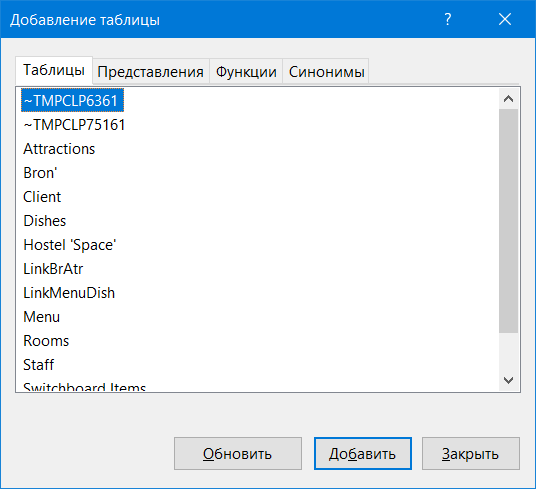 Добавление таблицы
?
Таблицы Представления Функции Синонимы
~TMPCLP6361
~TMPCLP75161
Attractions
Bron'
Client
Dishes
Hostel 'Space'
LinkBrAtr
LinkMenuDish
Menu
Rooms
Staff
Switchboard Items
Обновить Добавить Закрыть